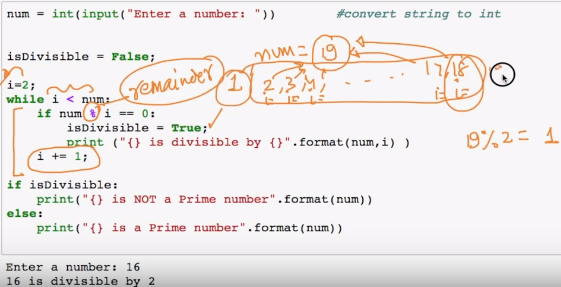 num = int(input("Enter a number: "))          #convert string to int
isDivisible = False;
num = 19
remainder
1 2, 3, 4, - - - - 17, 18
i= i= i= i= i=
i=2;
while i < num:
    if num % i == 0:
        isDivisible = True;
        print ("{} is divisible by {}".format(num,i) )
    i += 1;
19%2 = 1
if isDivisible:
    print("{} is NOT a Prime number".format(num))
else:
    print("{} is a Prime number".format(num))
Enter a number: 16
16 is divisible by 2